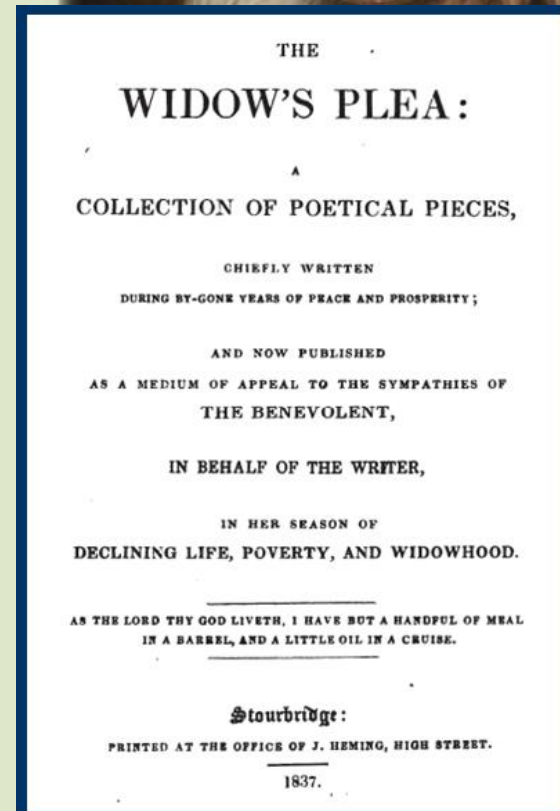 THE
WIDOW'S PLEA:
A
COLLECTION OF POETICAL PIECES,
CHIEFLY WRITTEN
DURING BY-GONE YEARS OF PEACE AND PROSPERITY;
AND NOW PUBLISHED
AS A MEDIUM OF APPEAL TO THE SYMPATHIES OF
THE BENEVOLENT,
IN BEHALF OF THE WRITER,
IN HER SEASON OF
DECLINING LIFE, POVERTY, AND WIDOWHOOD.
AS THE LORD THY GOD LIVETH, I HAVE BUT A HANDFUL OF MEAL
IN A BARREL, AND A LITTLE OIL IN A CRUISE.
Stourbridge:
PRINTED AT THE OFFICE OF J. HEMING, HIGH STREET.
1837.